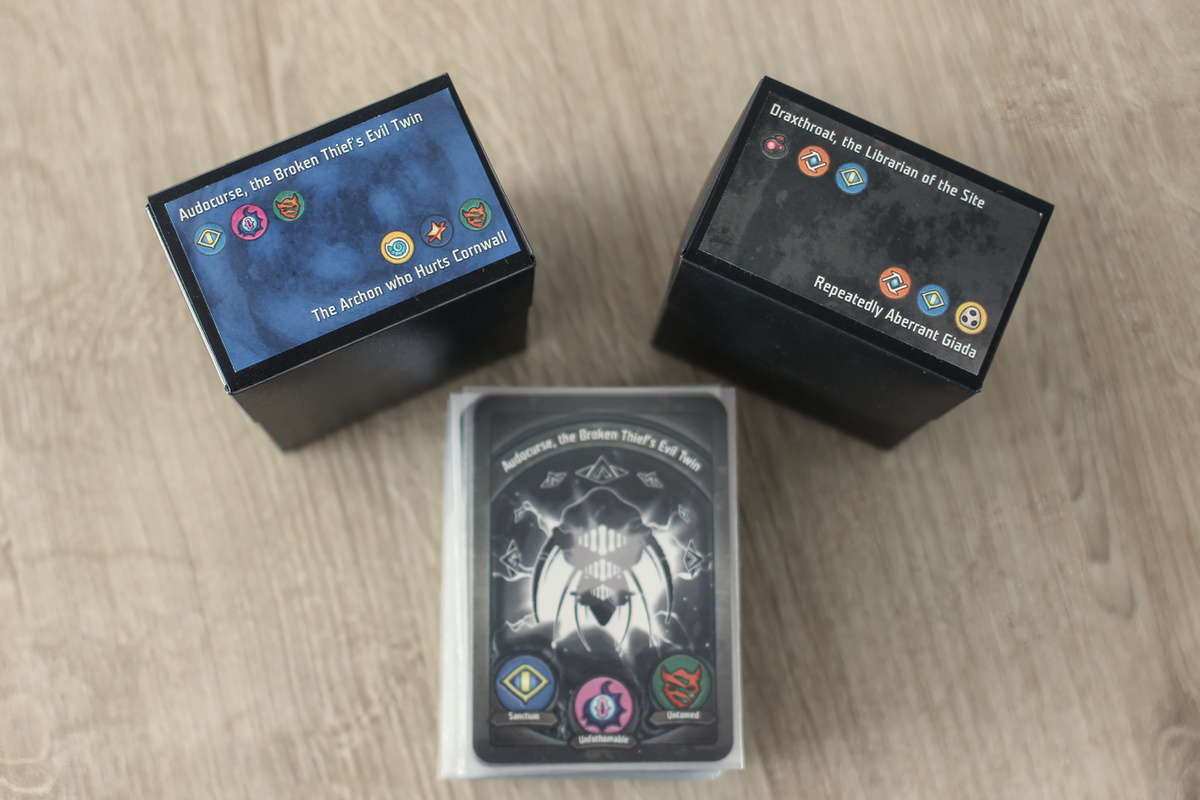 Audocurse, the Broken Thief's Evil Twin
The Archon who Hurts Cornwall
Draxthroat, the Librarian of the Site
Repeatedly Aberrant Giada
Audocurse, the Broken Thief's Evil Twin
Sanctum
Unfathomable
Untamed